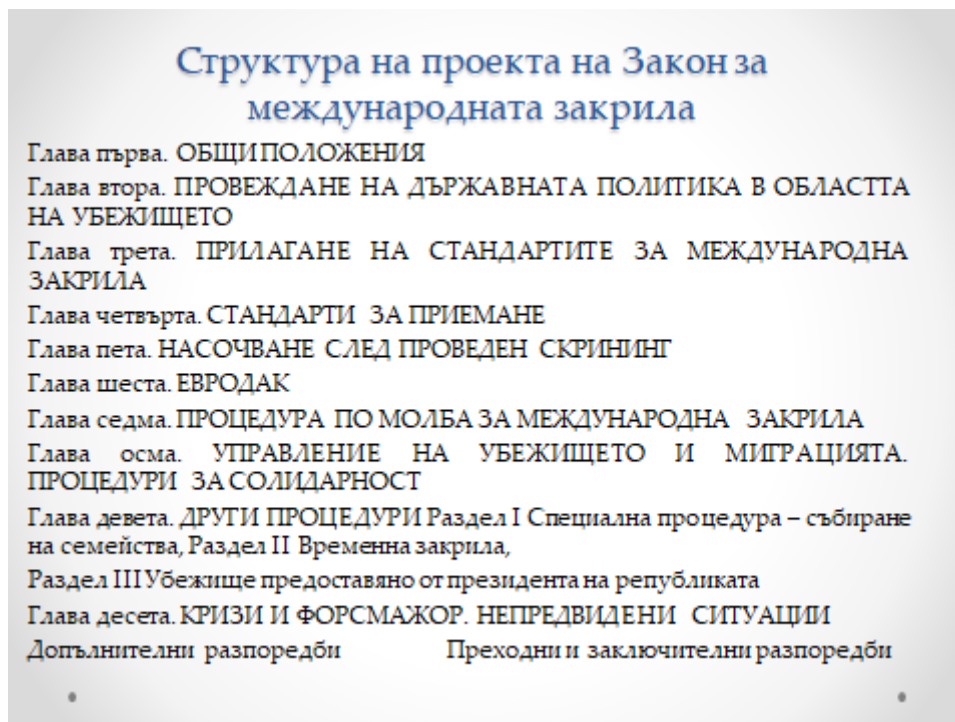 Структура на проекта на Закон за
международната закрила
Глава първа. ОБЩИ ПОЛОЖЕНИЯ
Глава втора. ПРОВЕЖДАНЕ НА ДЪРЖАВНАТА ПОЛИТИКА В ОБЛАСТТА
НА УБЕЖИЩЕТО
Глава трета. ПРИЛАГАНЕ НА СТАНДАРТИТЕ ЗА МЕЖДУНАРОДНА
ЗАКРИЛА
Глава четвърта. СТАНДАРТИ ЗА ПРИЕМАНЕ
Глава пета. НАСОЧВАНЕ СЛЕД ПРОВЕДЕН СКРИНИНГ
Глава шеста. ЕВРОДАК
Глава седма. ПРОЦЕДУРА ПО МОЛБА ЗА МЕЖДУНАРОДНА ЗАКРИЛА
Глава осма. УПРАВЛЕНИЕ НА УБЕЖИЩЕТО И МИГРАЦИЯТА.
ПРОЦЕДУРИ ЗА СОЛИДАРНОСТ
Глава девета. ДРУГИ ПРОЦЕДУРИ Раздел I Специална процедура – събиране
на семейства, Раздел II Временна закрила,
Раздел III Убежище предоставяно от президента на републиката
Глава десета. КРИЗИ И ФОРСМАЖОР. НЕПРЕДВИДЕНИ СИТУАЦИИ
Допълнителни разпоредби Преходни и заключителни разпоредби